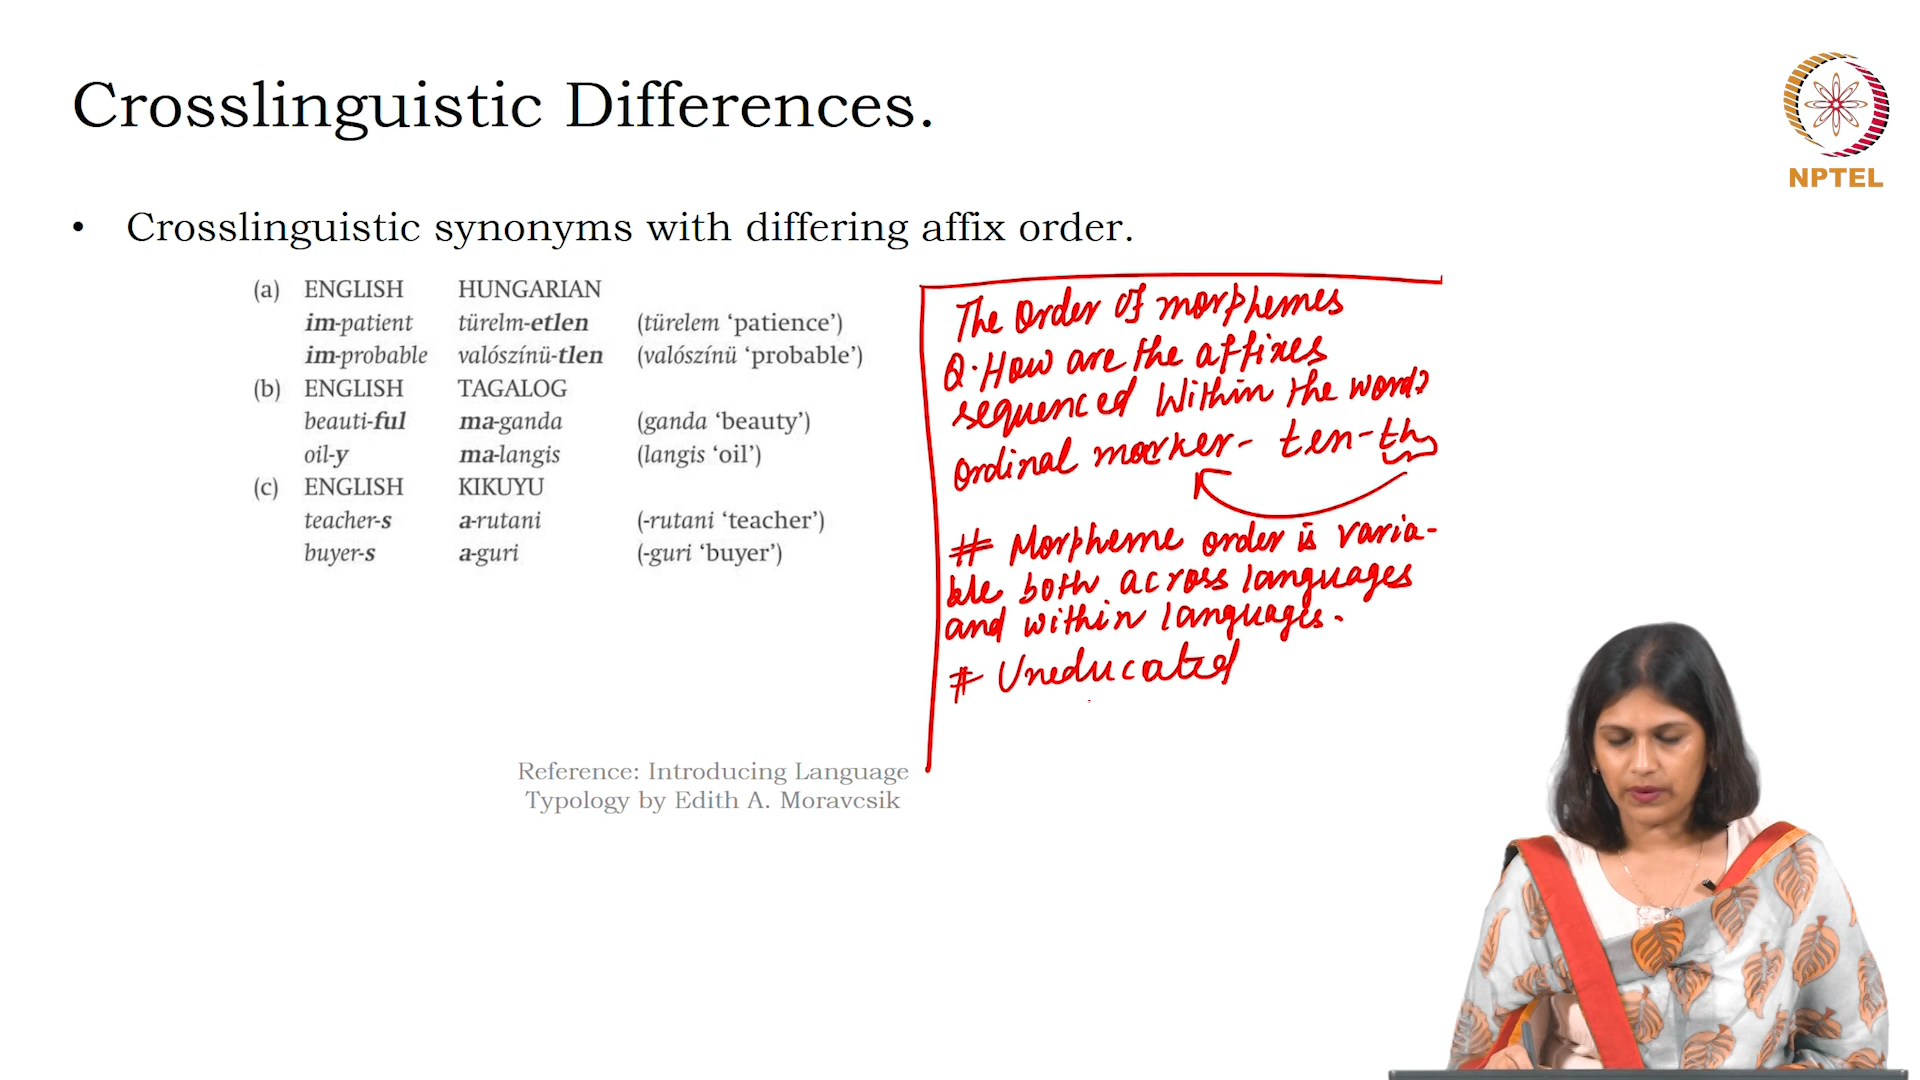 Crosslinguistic Differences.
NPTEL
• Crosslinguistic synonyms with differing affix order.
(a) ENGLISH HUNGARIAN
im-patient türelm-etlen (türelem ‘patience’)
im-probable valószínü-tlen (valószínü ‘probable’)
(b) ENGLISH TAGALOG
beauti-ful ma-ganda (ganda ‘beauty’)
oil-y ma-langis (langis ‘oil’)
(c) ENGLISH KIKUYU
teacher-s a-rutani (-rutani ‘teacher’)
buyer-s a-guri (-guri ‘buyer’)
Reference: Introducing Language
Typology by Edith A. Moravcsik
The Order of morphemes
Q. How are the affixes
sequenced within the word?
Ordinal marker- ten-th
# Morpheme order is varia-
ble both across languages
and within languages.
# Uneducated